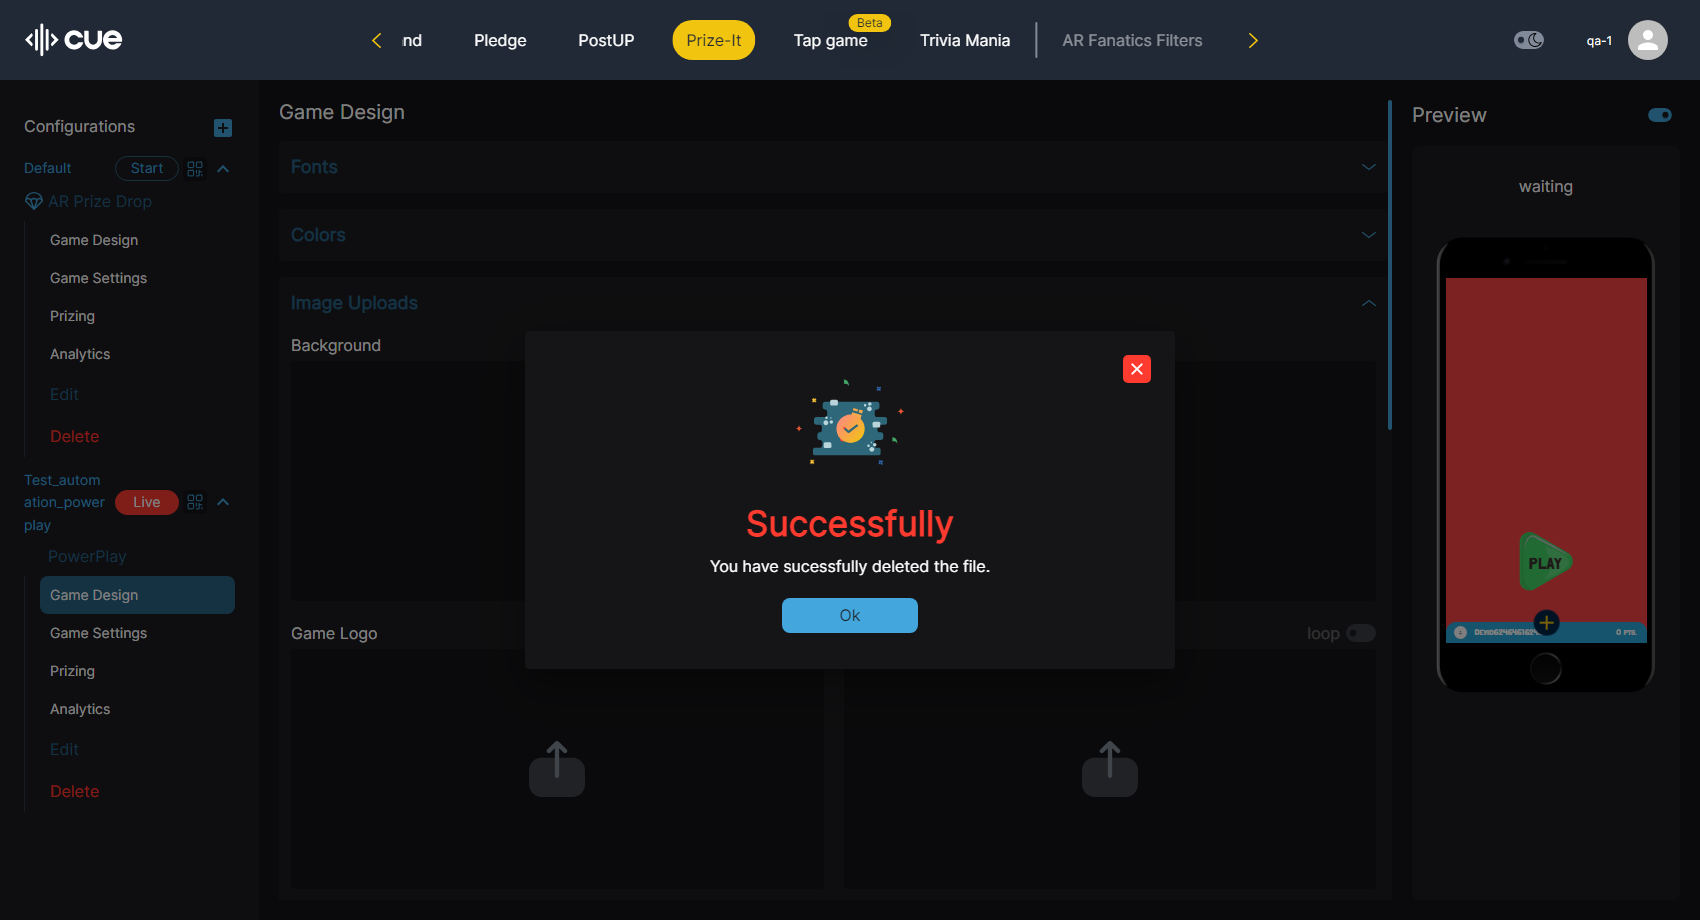 cue
nd
Pledge
PostUP
Prize-It
Tap game
Beta
Trivia Mania
AR Fanatics Filters
qa-1
Configurations
Default
Start
AR Prize Drop
Game Design
Game Settings
Prizing
Analytics
Edit
Delete
Test_autom
ation_power
play
Live
PowerPlay
Game Design
Game Settings
Prizing
Analytics
Edit
Delete
Game Design
Fonts
Colors
Image Uploads
Background
Game Logo
loop
Successfully
You have sucessfully deleted the file.
Ok
Preview
waiting
PLAY
0 PTS.